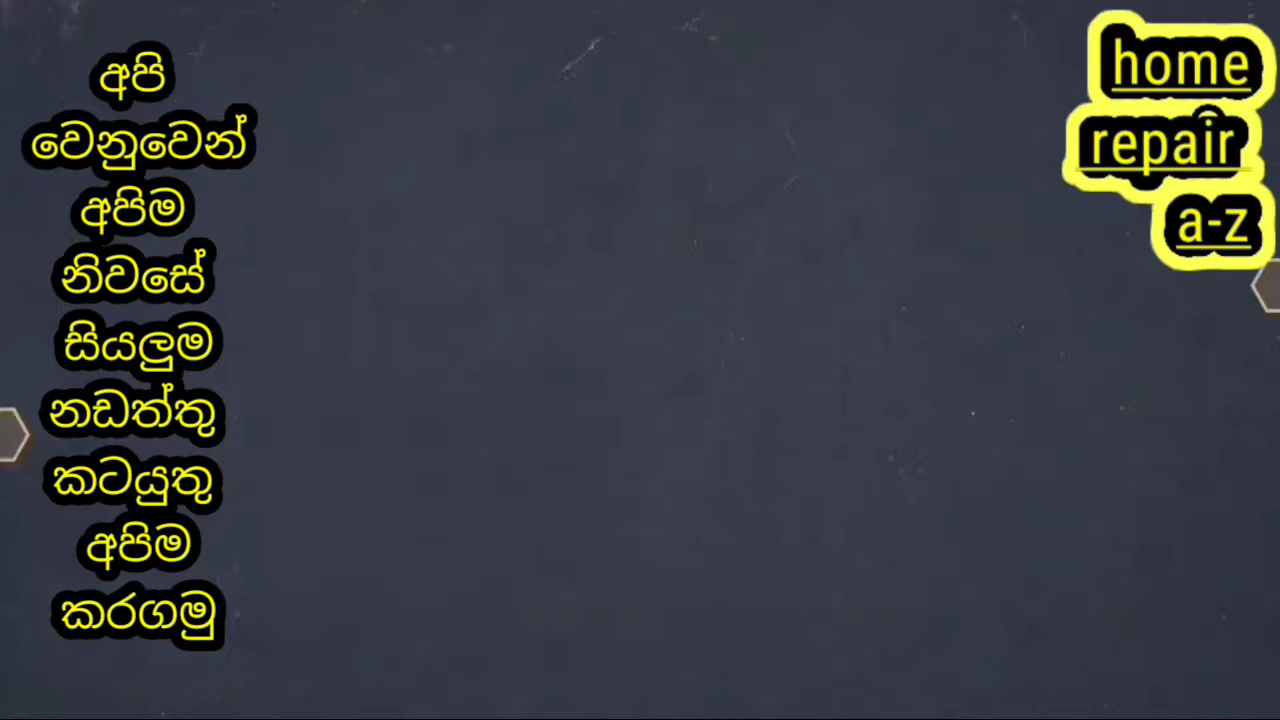 අපි
වෙනුවෙන්
අපිම
නිවසේ
සියලුම
නඩත්තු
කටයුතු
අපිම
කරගමු
home
repair
a-z